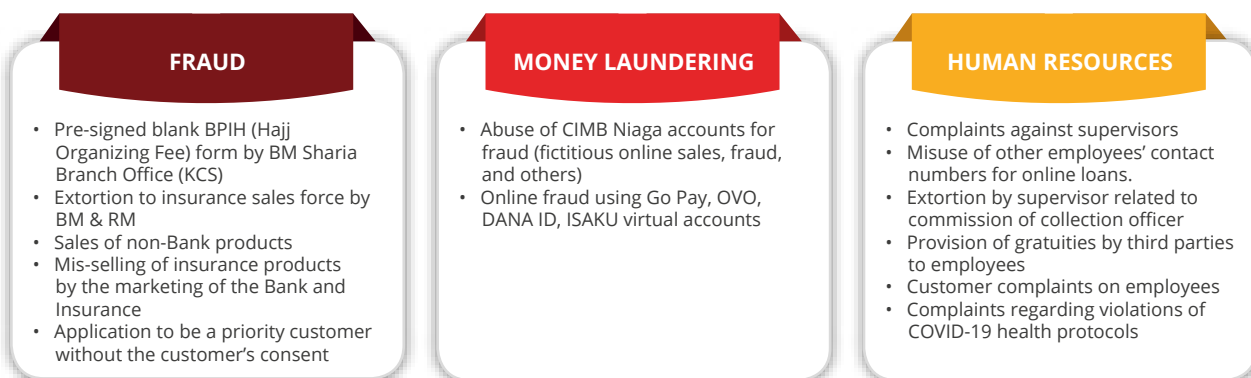 FRAUD
• Pre-signed blank BPIH (Hajj
Organizing Fee) form by BM Sharia
Branch Office (KCS)
• Extortion to insurance sales force by
BM & RM
• Sales of non-Bank products
• Mis-selling of insurance products
by the marketing of the Bank and
Insurance
• Application to be a priority customer
without the customer’s consent
MONEY LAUNDERING
• Abuse of CIMB Niaga accounts for
fraud (fictitious online sales, fraud,
and others)
• Online fraud using Go Pay, OVO,
DANA ID, ISAKU virtual accounts
HUMAN RESOURCES
• Complaints against supervisors
• Misuse of other employees’ contact
numbers for online loans.
• Extortion by supervisor related to
commission of collection officer
• Provision of gratuities by third parties
to employees
• Customer complaints on employees
• Complaints regarding violations of
COVID-19 health protocols